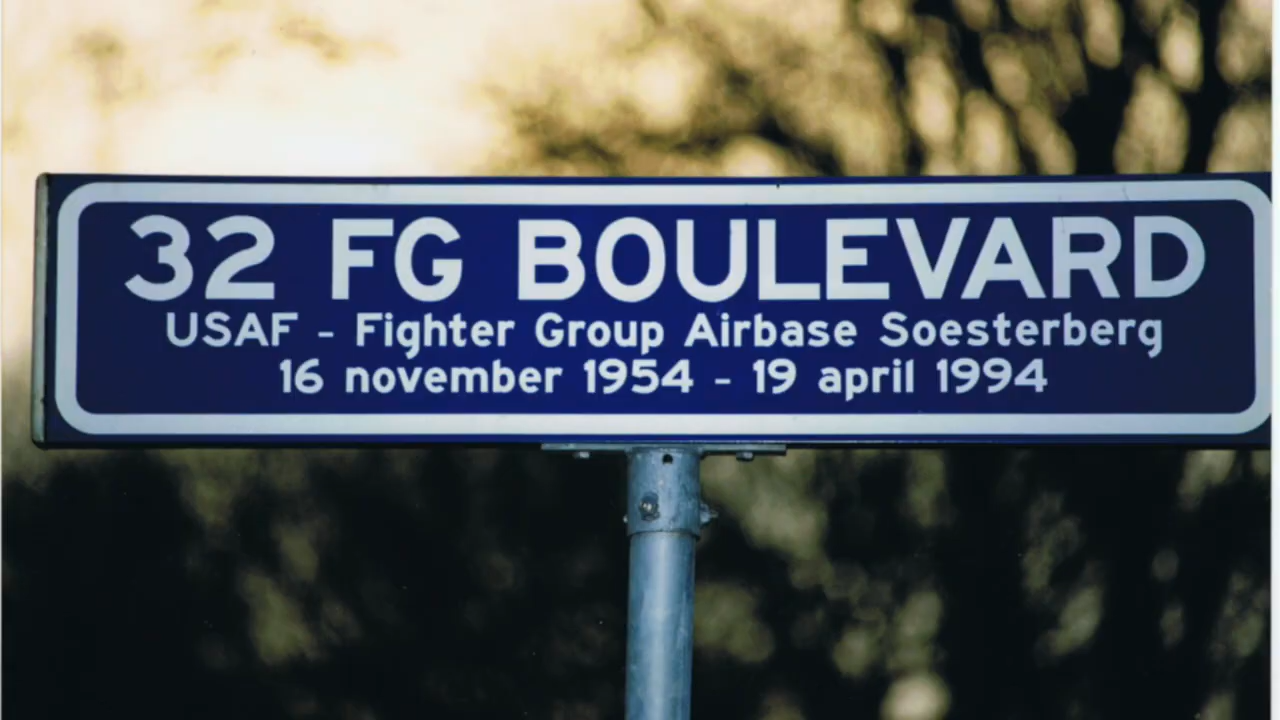 32 FG BOULEVARD
USAF - Fighter Group Airbase Soesterberg
16 november 1954 - 19 april 1994